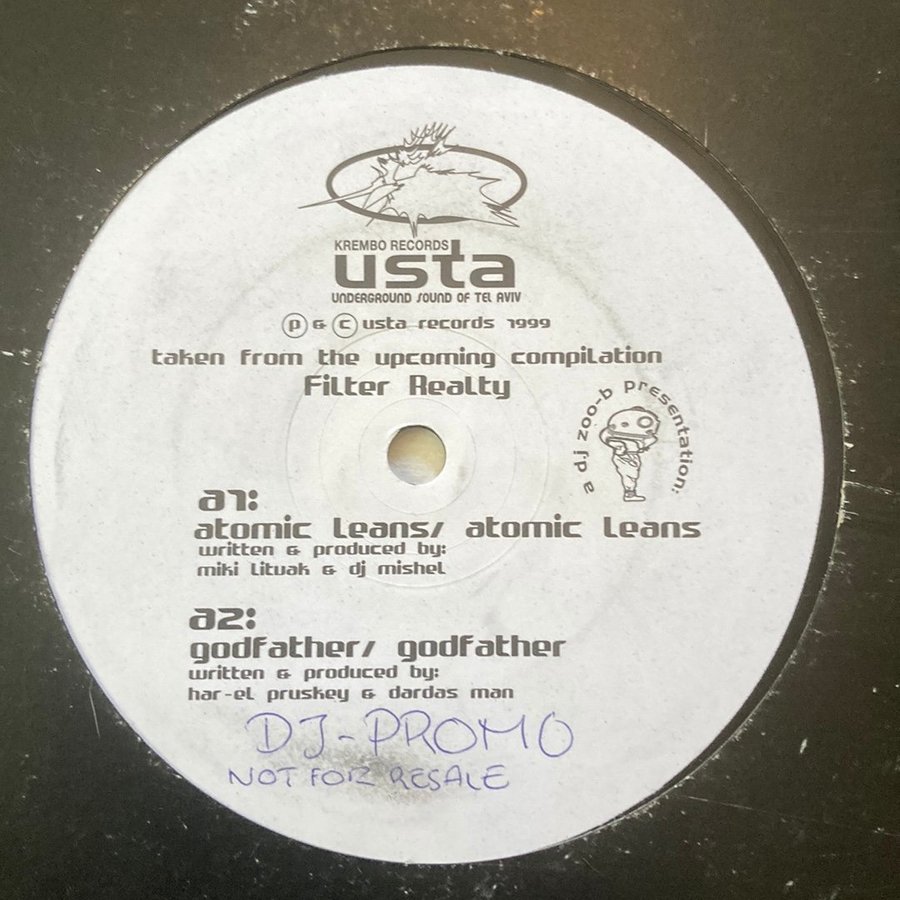 KREMBO RECORDS
usta
UNDERGROUND SOUND OF TEL AVIV
p & c usta records 1999
taken from the upcoming compilation
Filter Realty
a d.j zoo-b presentation:
a1:
atomic leans/ atomic leans
written & produced by:
miki litvak & dj mishel
a2:
godfather/ godfather
written & produced by:
har-el pruskey & dardas man
DJ-PROMO
NOT FOR RESALE